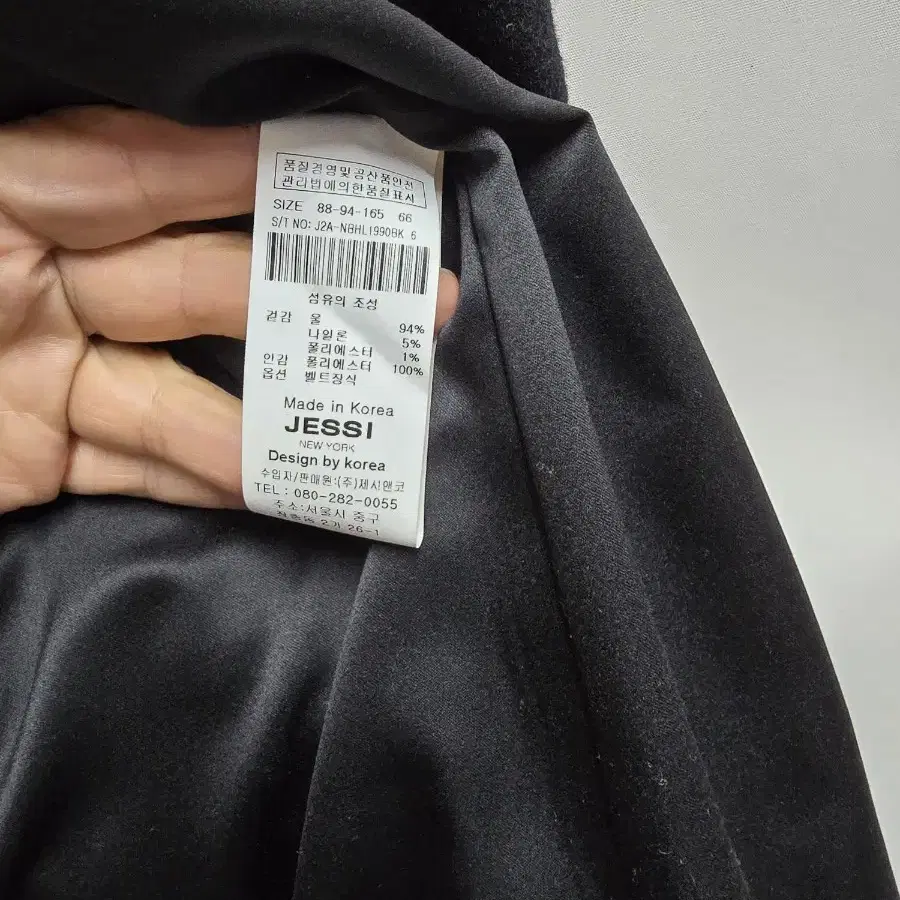 품질경영및공산품안전
관리법에의한품질표시
SIZE 88-94-165 66
S/T NO: J2A-NBHL1990BK 6
섬유의 조성
겉감 울 94%
나일론 5%
폴리에스터 1%
안감 폴리에스터 100%
옵션 벨트장식
Made in Korea
JESSI
NEW YORK
Design by korea
수입자/판매원:(주)제시앤코
TEL : 080-282-0055
주소:서울시 중구
2가 26-1